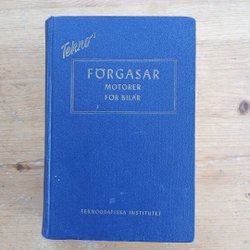 Tekno's
FÖRGASAR
MOTORER
FÖR BILAR
TEKNOGRAFISKA INSTITUTET